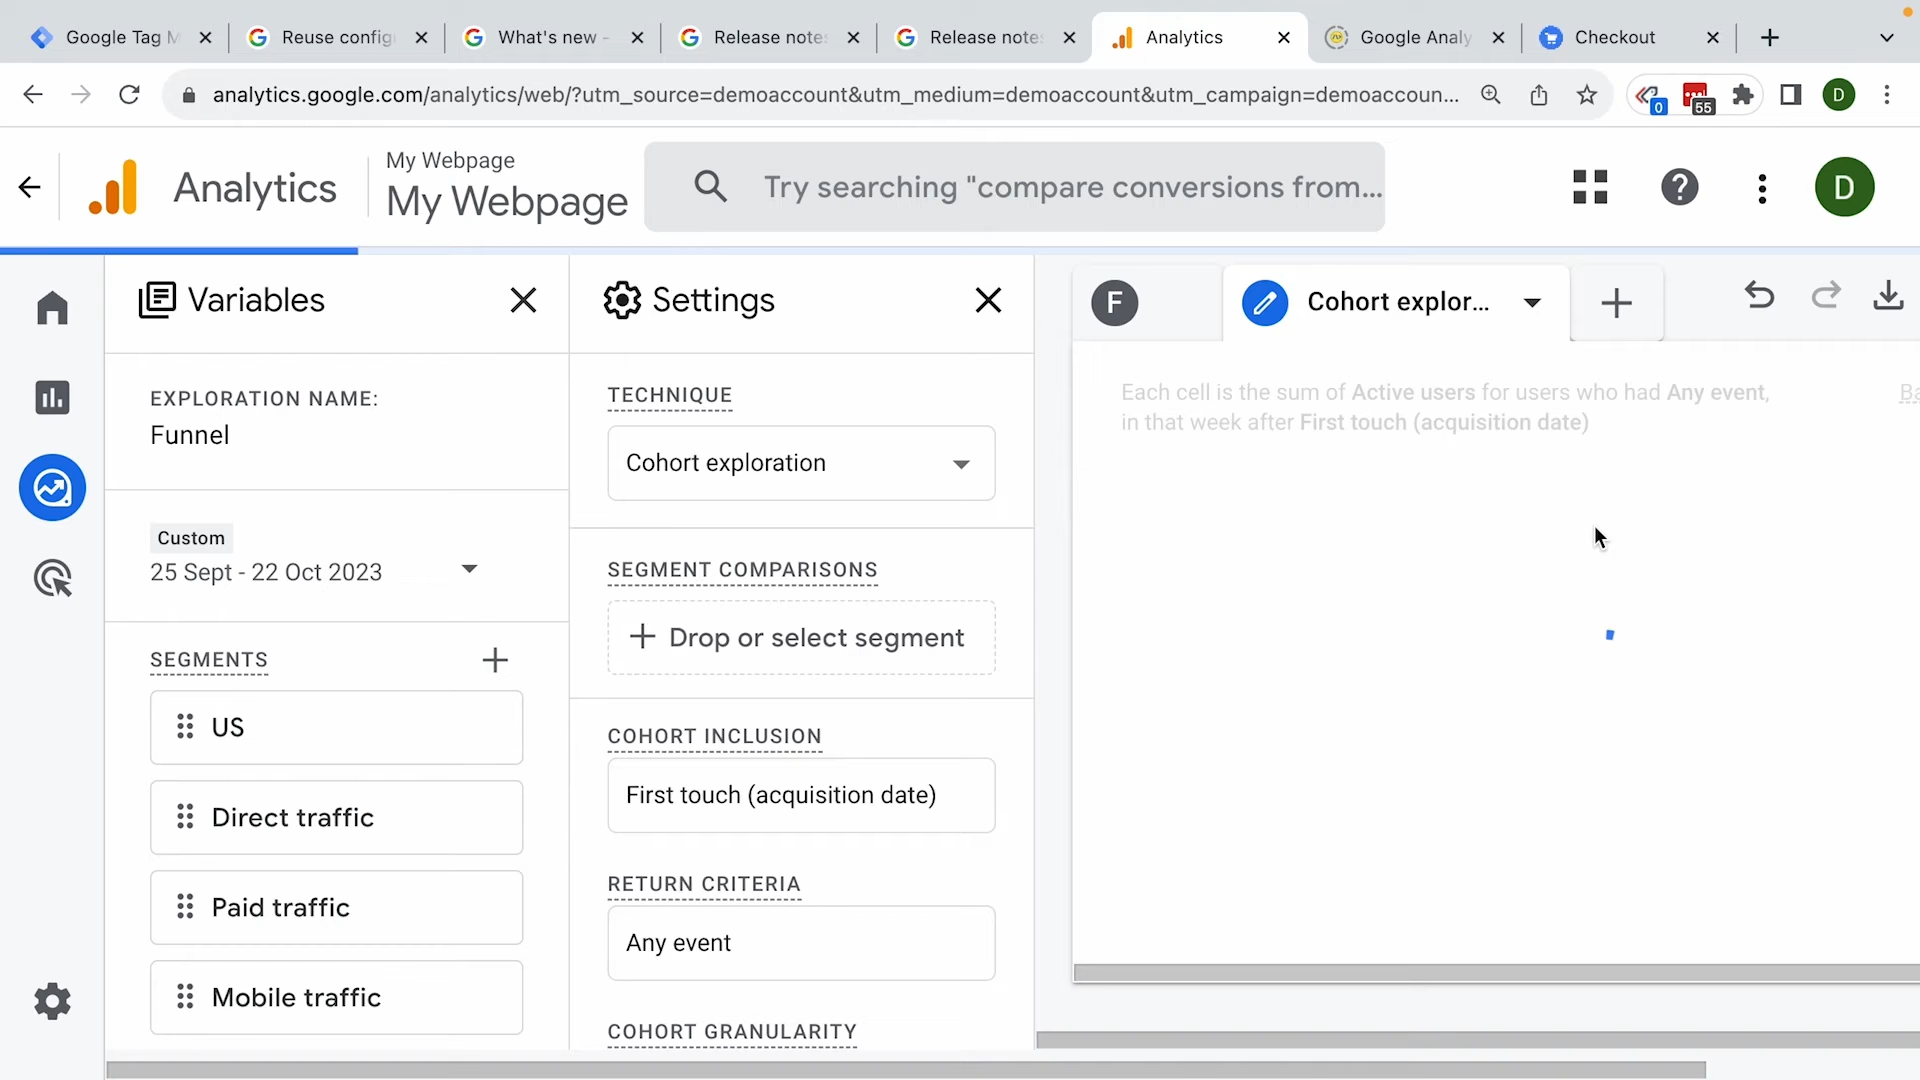 Google Tag M
Reuse config
What's new -
Release note
Release note
Analytics
Google Analy
Checkout
analytics.google.com/analytics/web/?utm_source=demoaccount&utm_medium=demoaccount&utm_campaign=demoaccoun...
0
55
D
Analytics
My Webpage
My Webpage
Try searching "compare conversions from...
D
Variables
EXPLORATION NAME:
Funnel
Custom
25 Sept - 22 Oct 2023
SEGMENTS
US
Direct traffic
Paid traffic
Mobile traffic
Settings
TECHNIQUE
Cohort exploration
SEGMENT COMPARISONS
Drop or select segment
COHORT INCLUSION
First touch (acquisition date)
RETURN CRITERIA
Any event
COHORT GRANULARITY
F
Cohort explor...
Each cell is the sum of Active users for users who had Any event,
in that week after First touch (acquisition date)
Ba